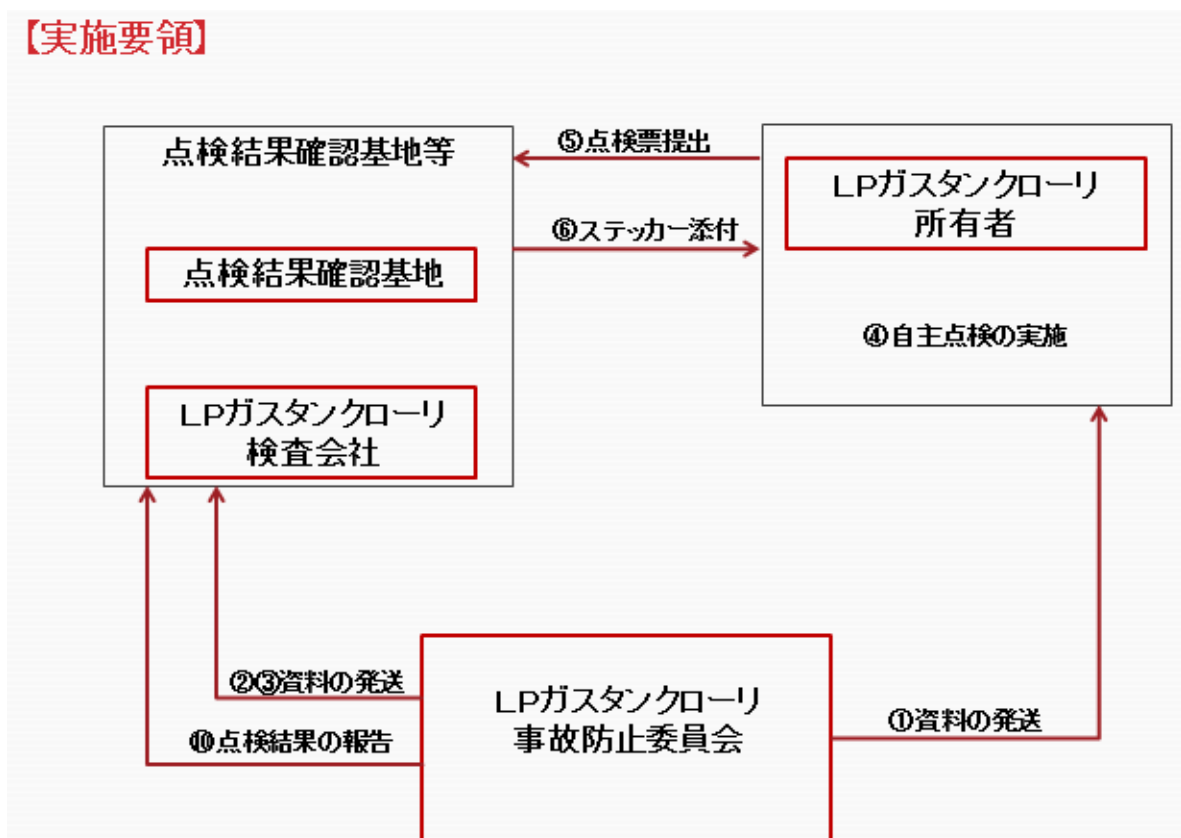 【実施要領】
点検結果確認基地等
⑤点検票提出
LPガスタンクローリ
所有者
⑥ステッカー添付
点検結果確認基地
④自主点検の実施
LPガスタンクローリ
検査会社
②③資料の発送
LPガスタンクローリ
事故防止委員会
①資料の発送
⑩点検結果の報告